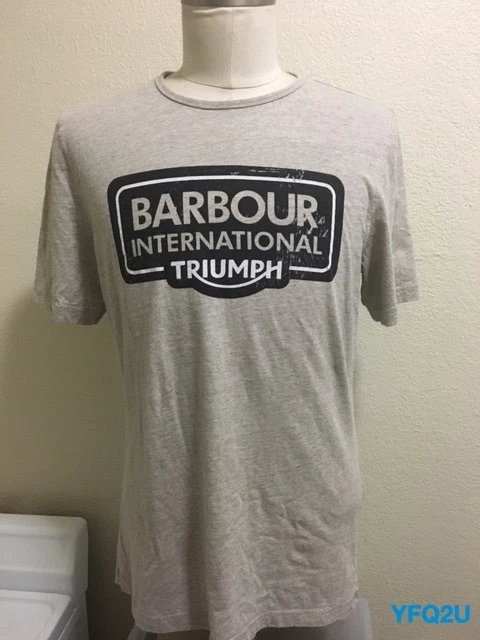 BARBOUR
INTERNATIONAL
TRIUMPH
YFQ2U